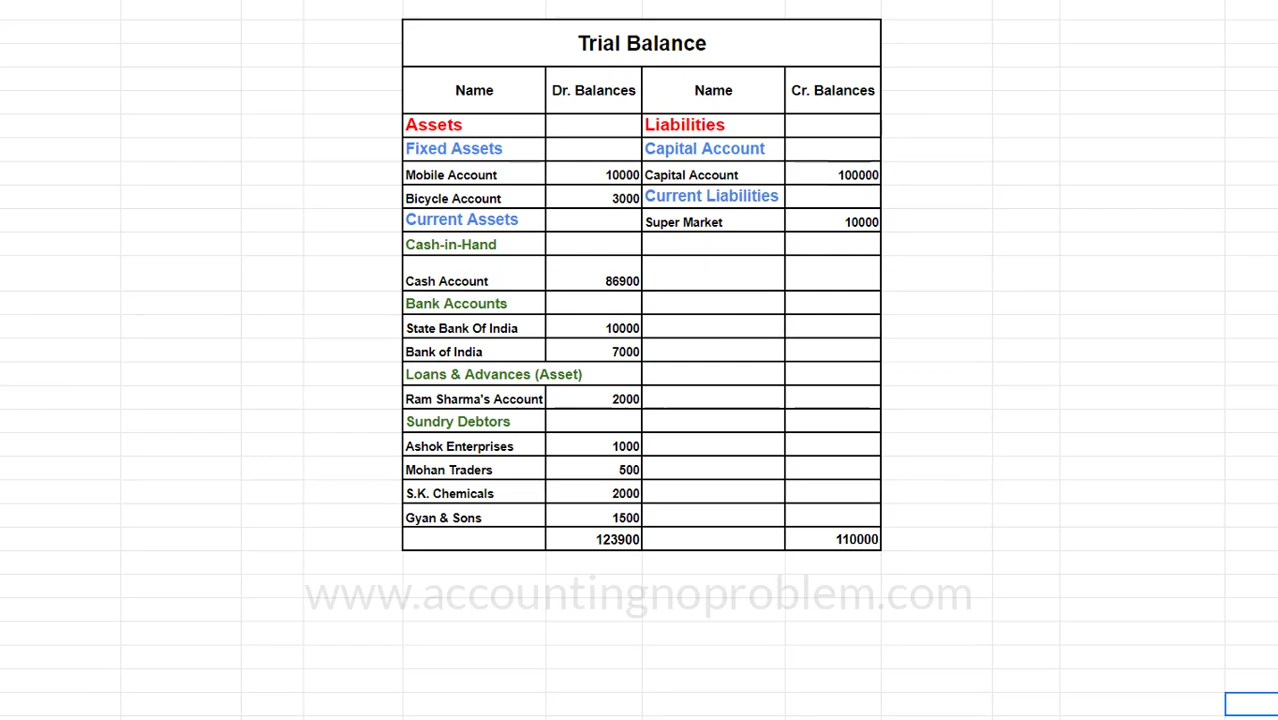 Trial Balance
Name Dr. Balances Name Cr. Balances
Assets Liabilities
Fixed Assets Capital Account
Mobile Account 10000 Capital Account 100000
Bicycle Account 3000 Current Liabilities
Current Assets Super Market 10000
Cash-in-Hand
Cash Account 86900
Bank Accounts
State Bank Of India 10000
Bank of India 7000
Loans & Advances (Asset)
Ram Sharma's Account 2000
Sundry Debtors
Ashok Enterprises 1000
Mohan Traders 500
S.K. Chemicals 2000
Gyan & Sons 1500
123900 110000
www.accountingnoproblem.com